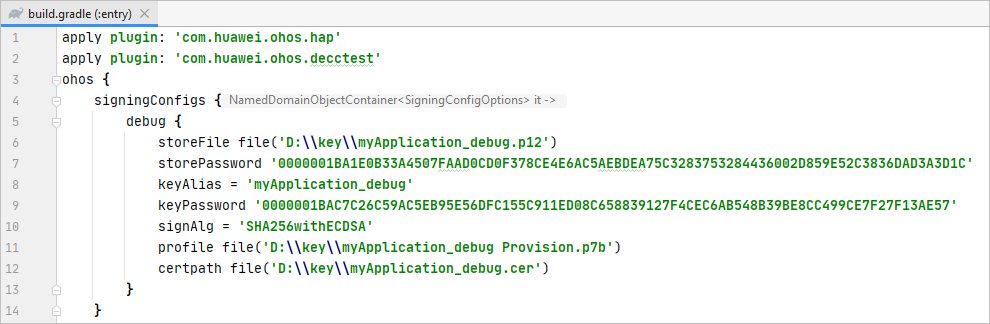 build.gradle (:entry)
1 apply plugin: 'com.huawei.ohos.hap'
2 apply plugin: 'com.huawei.ohos.decctest'
3 ohos {
4 signingConfigs { NamedDomainObjectContainer<SigningConfigOptions> it ->
5 debug {
6 storeFile file('D:\\key\\myApplication_debug.p12')
7 storePassword '0000001BA1E0B33A4507FAAD0CD0F378CE4E6AC5AEBDEA75C3283753284436002D859E52C3836DAD3A3D1C'
8 keyAlias = 'myApplication_debug'
9 keyPassword '0000001BAC7C26C59AC5EB95E56DFC155C911ED08C658839127F4CEC6AB548B39BE8CC499CE7F27F13AE57'
10 signAlg = 'SHA256withECDSA'
11 profile file('D:\\key\\myApplication_debug Provision.p7b')
12 certpath file('D:\\key\\myApplication_debug.cer')
13 }
14 }